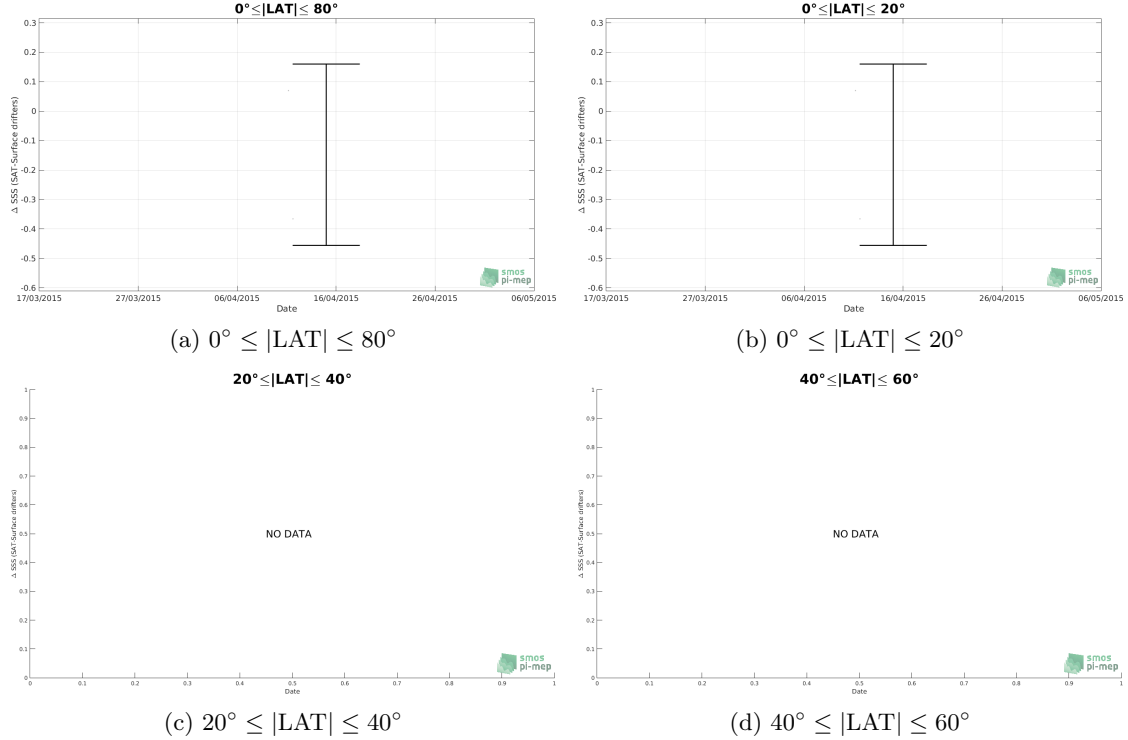 0°≤|LAT|≤ 80°
0.3
0.2
0.1
0
-0.1
-0.2
-0.3
-0.4
-0.5
-0.6
Δ SSS (SAT-Surface drifters)
17/03/2015 27/03/2015 06/04/2015 16/04/2015 26/04/2015 06/05/2015
Date
smos
pi-mep
(a) 0° ≤ |LAT| ≤ 80°
0°≤|LAT|≤ 20°
0.3
0.2
0.1
0
-0.1
-0.2
-0.3
-0.4
-0.5
-0.6
Δ SSS (SAT-Surface drifters)
17/03/2015 27/03/2015 06/04/2015 16/04/2015 26/04/2015 06/05/2015
Date
smos
pi-mep
(b) 0° ≤ |LAT| ≤ 20°
20°≤|LAT|≤ 40°
1
0.9
0.8
0.7
0.6
0.5
0.4
0.3
0.2
0.1
0
Δ SSS (SAT-Surface drifters)
NO DATA
0 0.1 0.2 0.3 0.4 0.5 0.6 0.7 0.8 0.9 1
Date
smos
pi-mep
(c) 20° ≤ |LAT| ≤ 40°
40°≤|LAT|≤ 60°
1
0.9
0.8
0.7
0.6
0.5
0.4
0.3
0.2
0.1
0
Δ SSS (SAT-Surface drifters)
NO DATA
0 0.1 0.2 0.3 0.4 0.5 0.6 0.7 0.8 0.9 1
Date
smos
pi-mep
(d) 40° ≤ |LAT| ≤ 60°